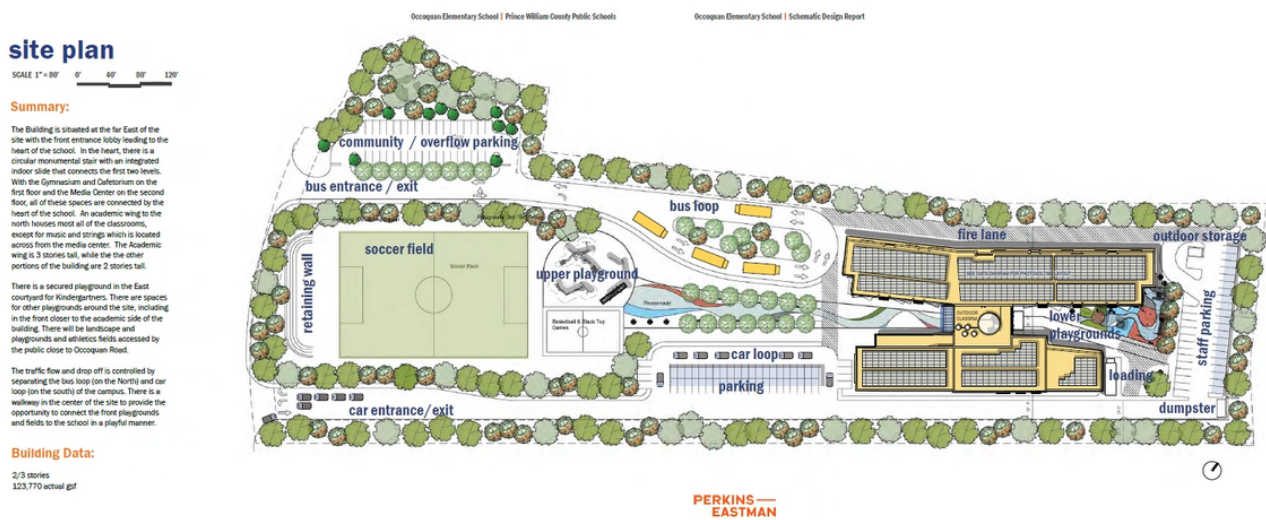 Occoquan Elementary School | Prince William County Public Schools
Occoquan Elementary School | Schematic Design Report
site plan
SCALE 1" = 80' 0' 40' 80' 120'
Summary:
The Building is situated at the far East of the
site with the front entrance lobby leading to the
heart of the school. In the heart, there is a
circular monumental stair with an integrated
indoor slide that connects the first two levels.
With the Gymnasium and Cafetorium on the
first floor and the Media Center on the second
floor, all of these spaces are connected by the
heart of the school. An academic wing to the
north houses most all of the classrooms,
except for music and strings which is located
across from the media center. The Academic
wing is 3 stories tall, while the the other
portions of the building are 2 stories tall.
There is a secured playground in the East
courtyard for Kindergartners. There are spaces
for other playgrounds around the site, including
in the front closer to the academic side of the
building. There will be landscape and
playgrounds and athletics fields accessed by
the public close to Occoquan Road.
The traffic flow and drop off is controlled by
separating the bus loop (on the North) and car
loop (on the south) of the campus. There is a
walkway in the center of the site to provide the
opportunity to connect the front playgrounds
and fields to the school in a playful manner.
Building Data:
2/3 stories
123,770 actual gsf
community / overflow parking
bus entrance / exit
bus loop
fire lane
outdoor storage
soccer field
Soccer Field
upper playground
retaining wall
Promenade
Basketball & Black Top
Games
OUTDOOR
CLASSRM
lower
playgrounds
staff parking
car loop
parking
loading
car entrance/exit
dumpster
PERKINS—
EASTMAN